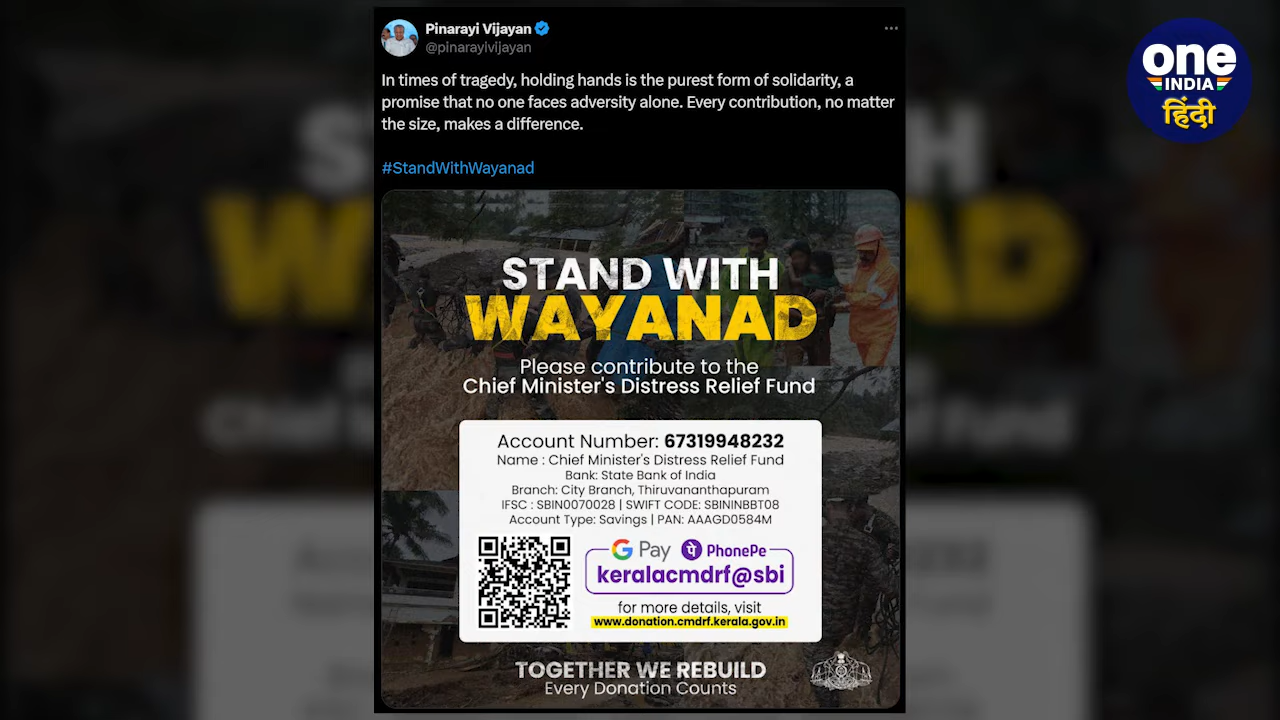 Pinarayi Vijayan
@pinarayivijayan
In times of tragedy, holding hands is the purest form of solidarity, a
promise that no one faces adversity alone. Every contribution, no matter
the size, makes a difference.
#StandWithWayanad
STAND WITH
WAYANAD
Please contribute to the
Chief Minister's Distress Relief Fund
Account Number: 67319948232
Name : Chief Minister's Distress Relief Fund
Bank: State Bank of India
Branch: City Branch, Thiruvananthapuram
IFSC : SBIN0070028 | SWIFT CODE: SBININBBT08
Account Type: Savings | PAN: AAAGD0584M
G Pay पे PhonePe
keralacmdrf@sbi
for more details, visit
www.donation.cmdrf.kerala.gov.in
TOGETHER WE REBUILD
Every Donation Counts
one
INDIA
हिंदी